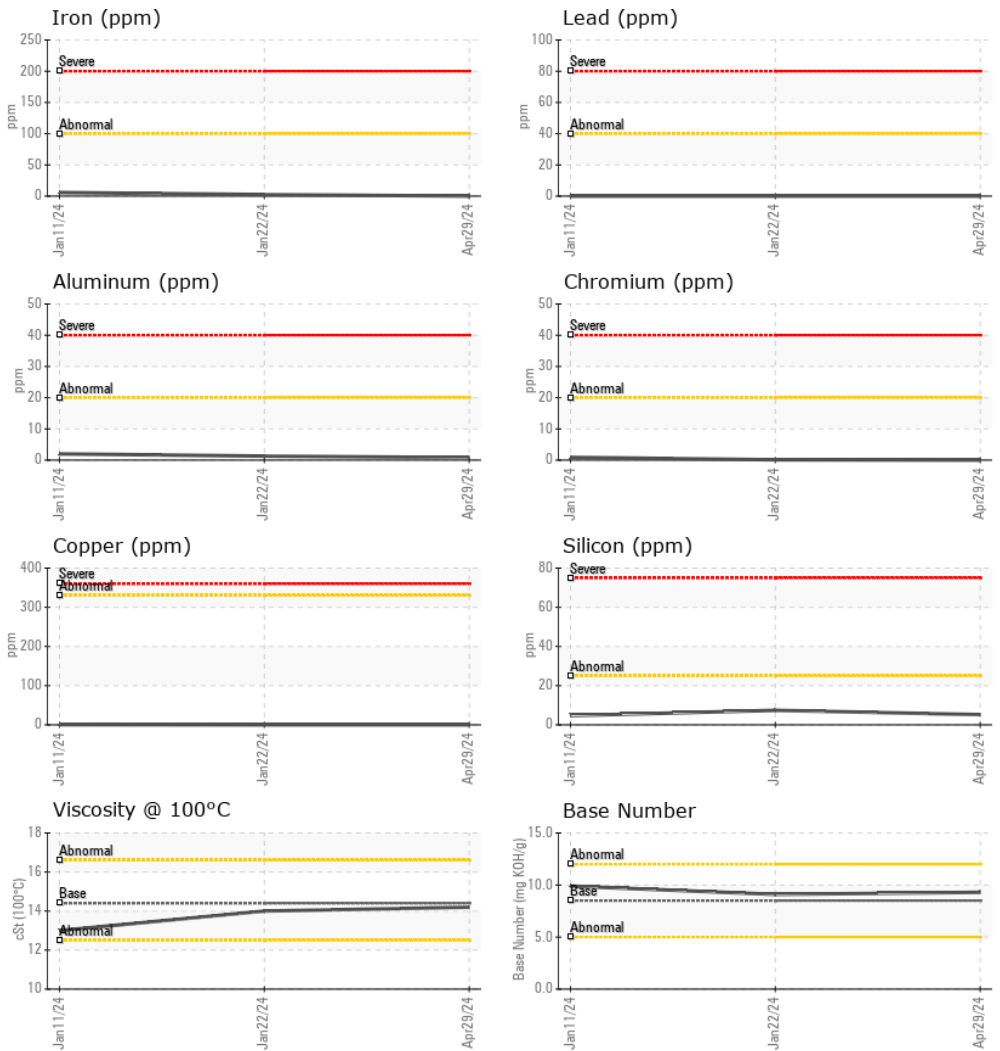 Iron (ppm)
250
200
150
100
50
0
ppm
Severe
Abnormal
Jan11/24
Jan22/24
Apr29/24
Lead (ppm)
100
80
60
40
20
0
ppm
Severe
Abnormal
Jan11/24
Jan22/24
Apr29/24
Aluminum (ppm)
50
40
30
20
10
0
ppm
Severe
Abnormal
Jan11/24
Jan22/24
Apr29/24
Chromium (ppm)
50
40
30
20
10
0
ppm
Severe
Abnormal
Jan11/24
Jan22/24
Apr29/24
Copper (ppm)
400
300
200
100
0
ppm
Severe
Abnormal
Jan11/24
Jan22/24
Apr29/24
Silicon (ppm)
80
60
40
20
0
ppm
Severe
Abnormal
Jan11/24
Jan22/24
Apr29/24
Viscosity @ 100°C
18
16
14
12
10
cSt (100°C)
Abnormal
Base
Abnormal
Jan11/24
Jan22/24
Apr29/24
Base Number
15.0
10.0
5.0
0.0
Base Number (mg KOH/g)
Abnormal
Base
Abnormal
Jan11/24
Jan22/24
Apr29/24